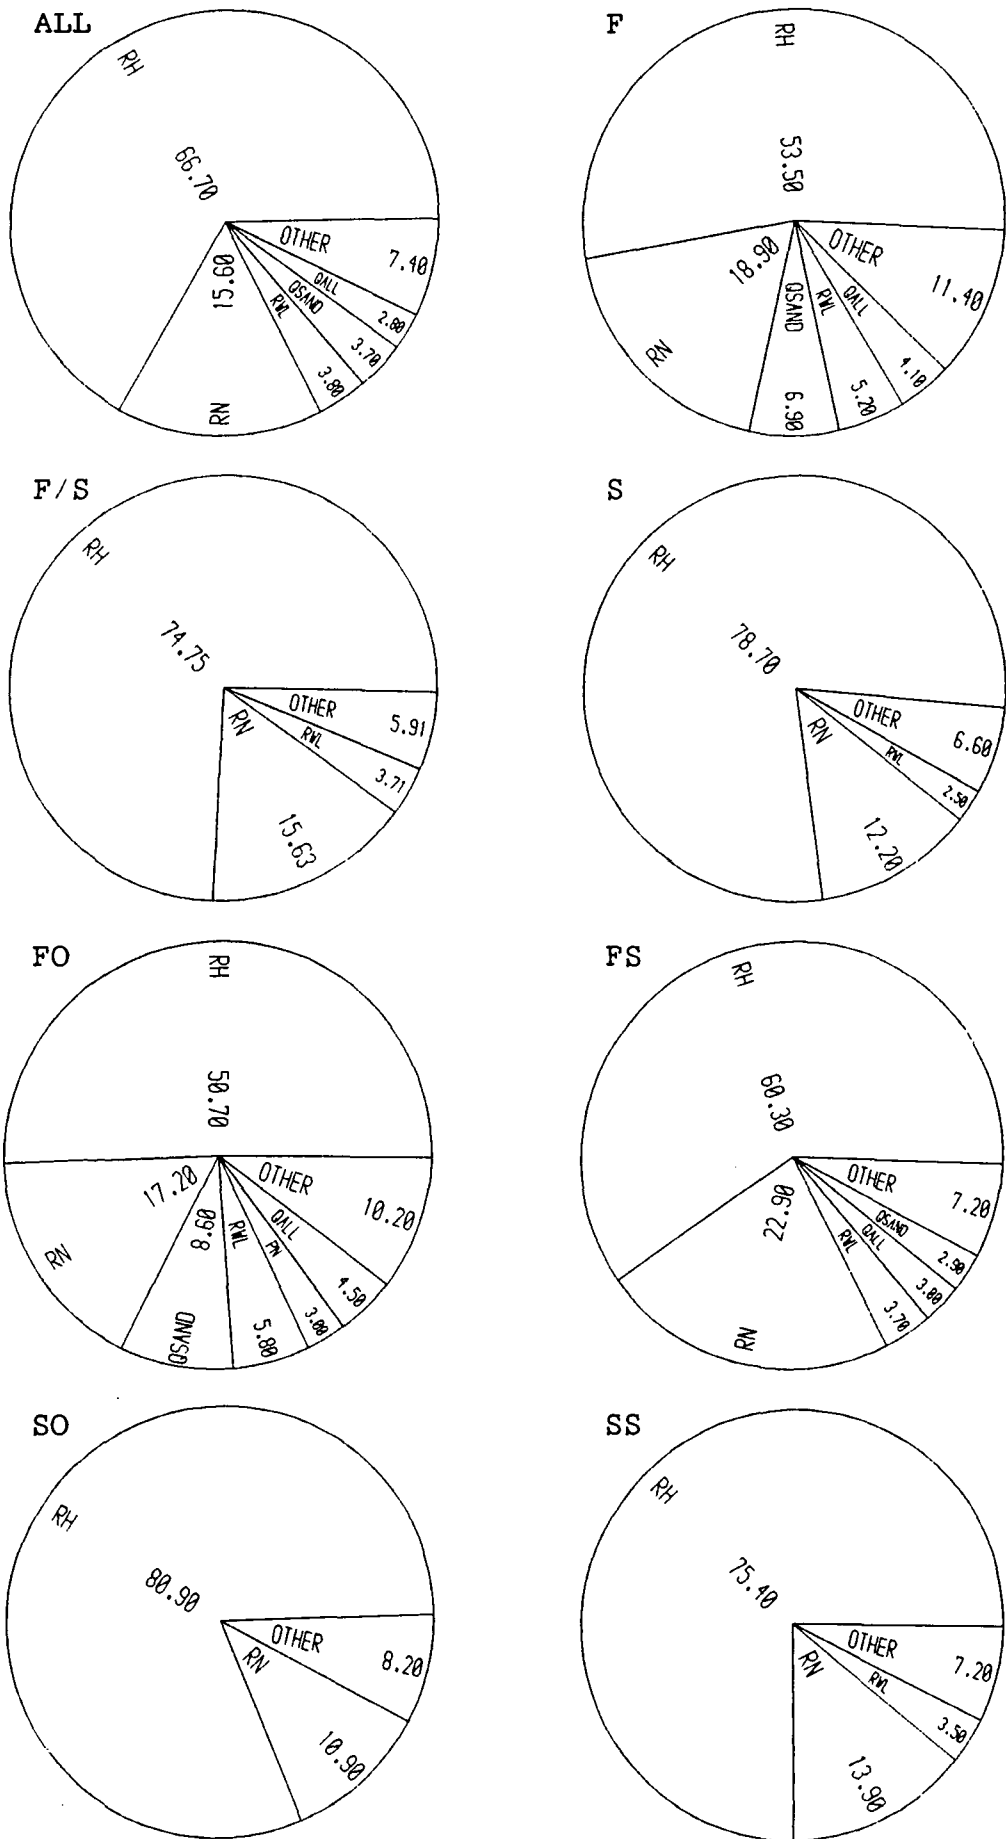 ALL
RH
66.70
OTHER
7.40
QALL
2.80
QSAND
3.70
RWL
3.80
15.60
RN
F
RH
53.50
OTHER
11.40
QALL
4.10
RWL
5.20
QSAND
6.90
18.90
RN
F/S
RH
74.75
OTHER
5.91
RWL
3.71
RN
15.63
S
RH
78.70
OTHER
6.60
RWL
2.50
RN
12.20
FO
RH
50.70
OTHER
10.20
QALL
4.50
PN
3.00
RWL
5.80
8.60
QSAND
17.20
RN
FS
RH
60.30
OTHER
7.20
QSAND
2.90
QALL
3.00
RWL
3.70
22.90
RN
SO
RH
80.90
OTHER
8.20
RN
10.90
SS
RH
75.40
OTHER
7.20
RWL
3.50
RN
13.90